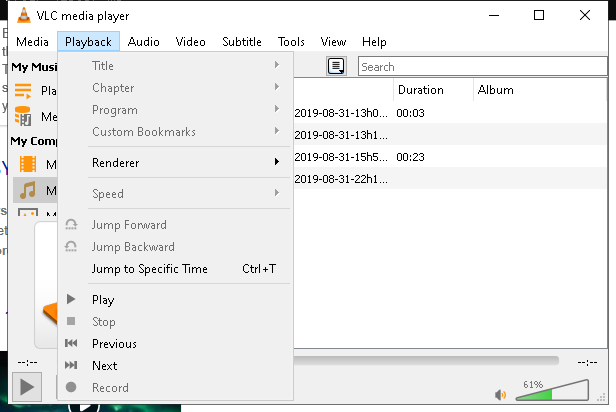 VLC media player
Media Playback Audio Video Subtitle Tools View Help
My Musi
Title
Search
Pla
Chapter
Duration Album
Me
Program
2019-08-31-13h0... 00:03
My Comp
Custom Bookmarks
2019-08-31-13h1...
M
Renderer
2019-08-31-15h5... 00:23
M
Speed
2019-08-31-22h1...
Jump Forward
Jump Backward
Jump to Specific Time Ctrl+T
Play
Stop
Previous
--:--
--:--
Next
Record
61%